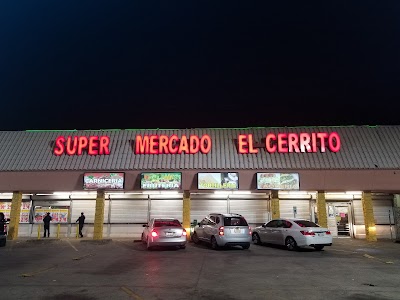 SUPER MERCADO EL CERRITO
CARNICERIA
FRUTERIA